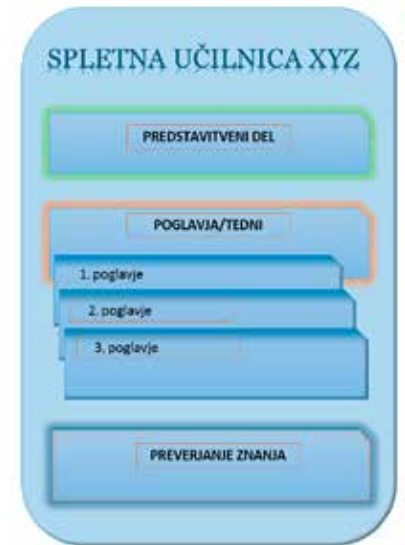 SPLETNA UČILNICA XYZ
PREDSTAVITVENI DEL
POGLAVJA/TEDNI
1. poglavje
2. poglavje
3. poglavje
PREVERJANJE ZNANJA